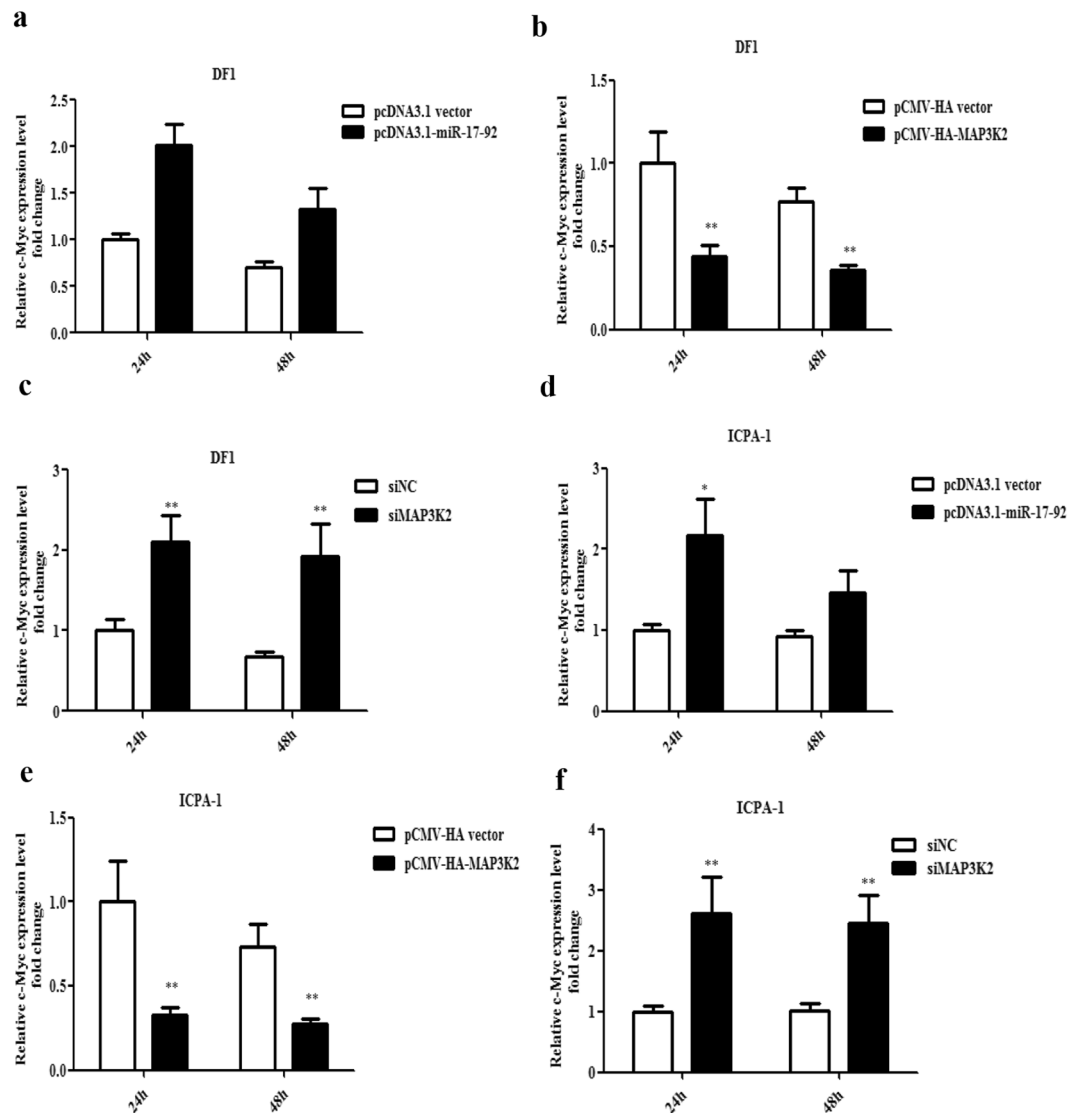 a
DF1
Relative c-Myc expression level
fold change
2.5
2.0
1.5
1.0
0.5
0.0
pcDNA3.1 vector
pcDNA3.1-miR-17-92
24h
48h
b
DF1
Relative c-Myc expression level
fold change
1.5
1.0
0.5
0.0
pCMV-HA vector
pCMV-HA-MAP3K2
**
**
24h
48h
c
DF1
Relative c-Myc expression level
fold change
3
2
1
0
siNC
siMAP3K2
**
**
24h
48h
d
ICPA-1
Relative c-Myc expression level
fold change
3
2
1
0
pcDNA3.1 vector
pcDNA3.1-miR-17-92
*
24h
48h
e
ICPA-1
Relative c-Myc expression level
fold change
1.5
1.0
0.5
0.0
pCMV-HA vector
pCMV-HA-MAP3K2
**
**
24h
48h
f
ICPA-1
Relative c-Myc expression level
fold change
4
3
2
1
0
siNC
siMAP3K2
**
**
24h
48h